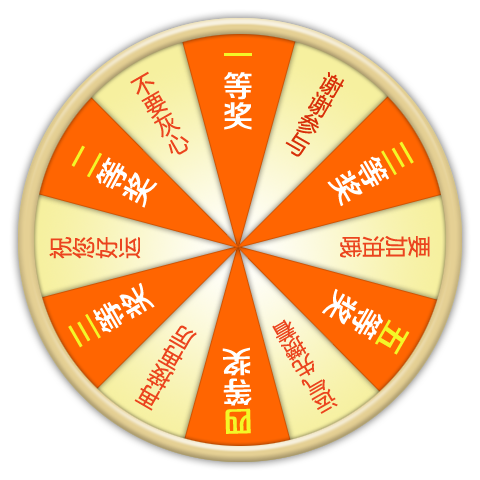 一等奖
谢谢参与
三等奖
要加油哦
五等奖
运气先攒着
四等奖
再接再厉
三等奖
祝您好运
二等奖
不要灰心